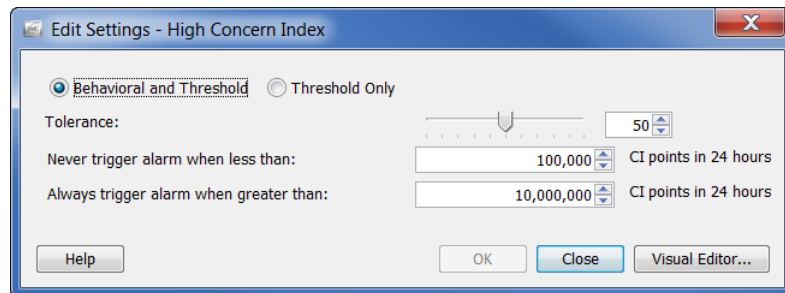 Edit Settings - High Concern Index
X
Behavioral and Threshold Threshold Only
Tolerance: 50
Never trigger alarm when less than: 100,000 CI points in 24 hours
Always trigger alarm when greater than: 10,000,000 CI points in 24 hours
Help OK Close Visual Editor...